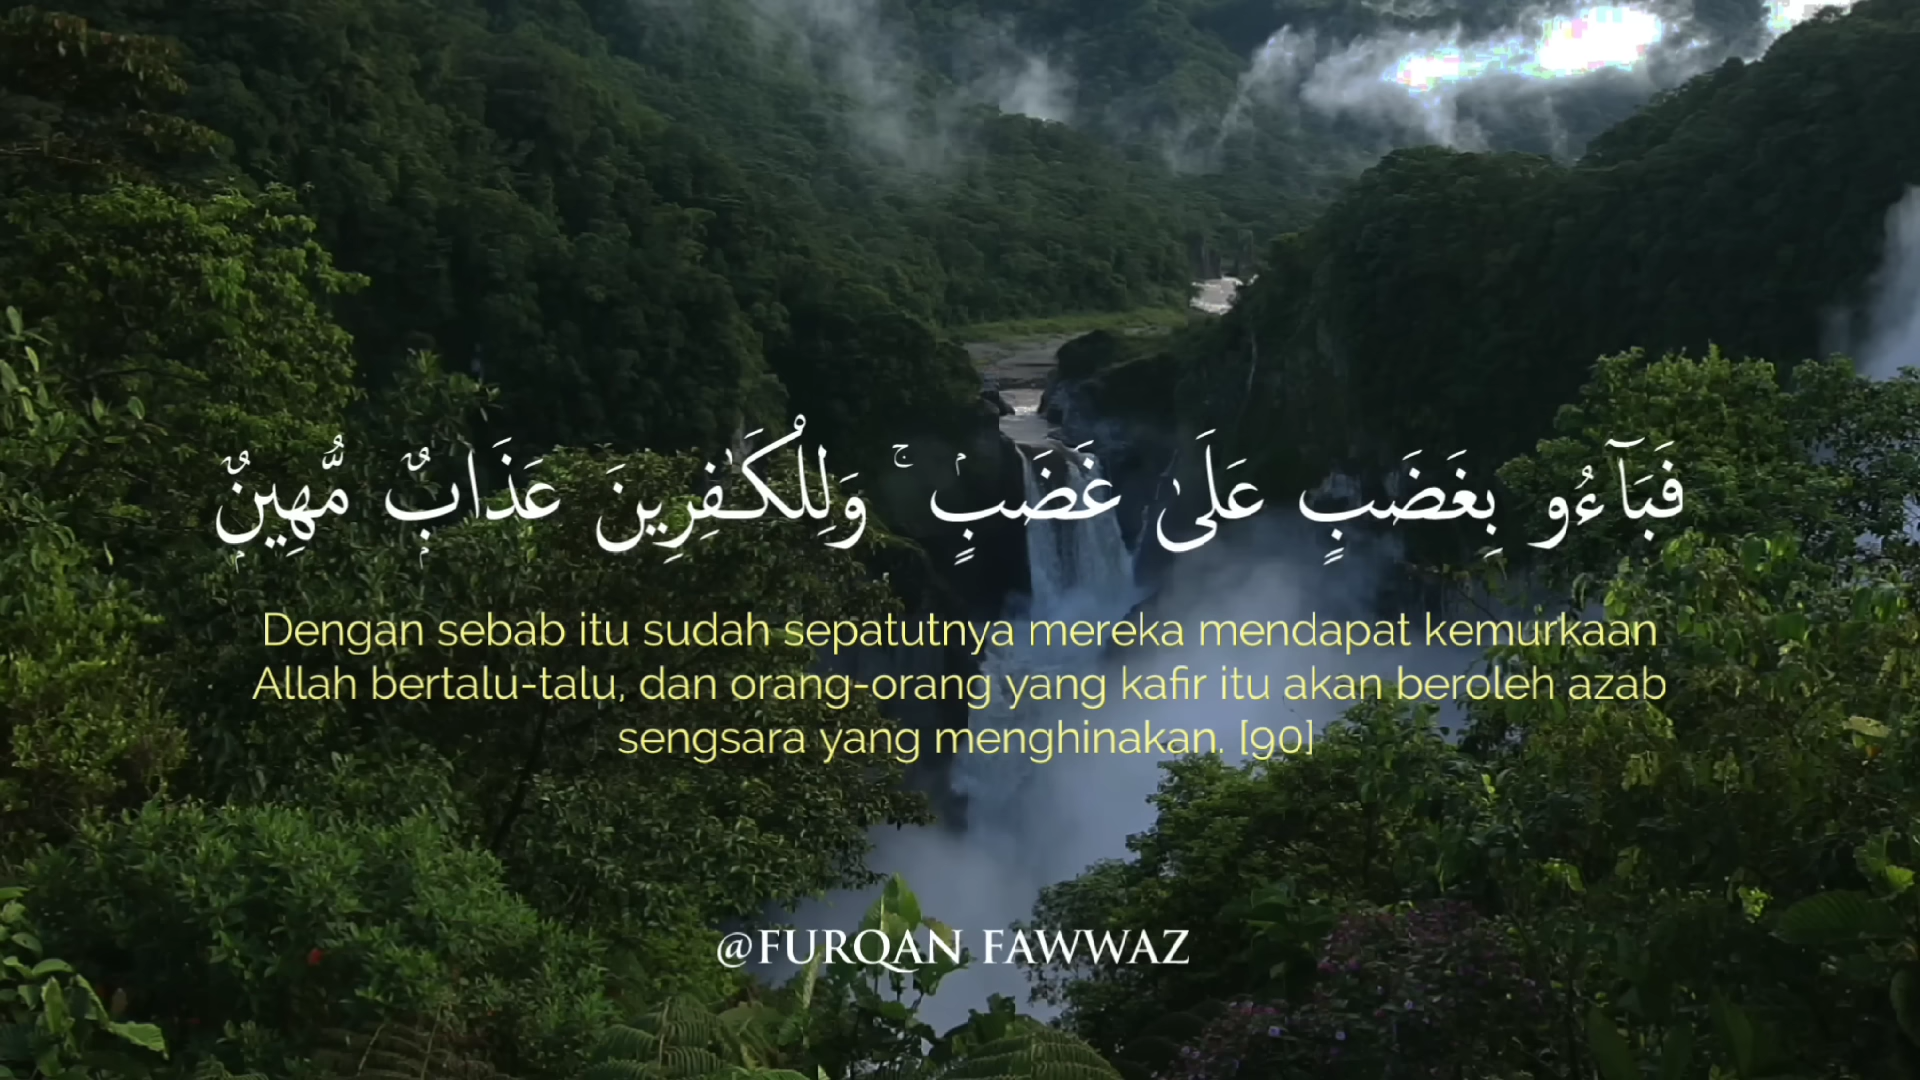 فَبَآءُو بِغَضَبٍ عَلَىٰ غَضَبٍۢ ۚ وَلِلْكَـٰفِرِينَ عَذَابٌۭ مُّهِينٌۭ
Dengan sebab itu sudah sepatutnya mereka mendapat kemurkaan
Allah bertalu-talu, dan orang-orang yang kafir itu akan beroleh azab
sengsara yang menghinakan. [90]
@FURQAN FAWWAZ